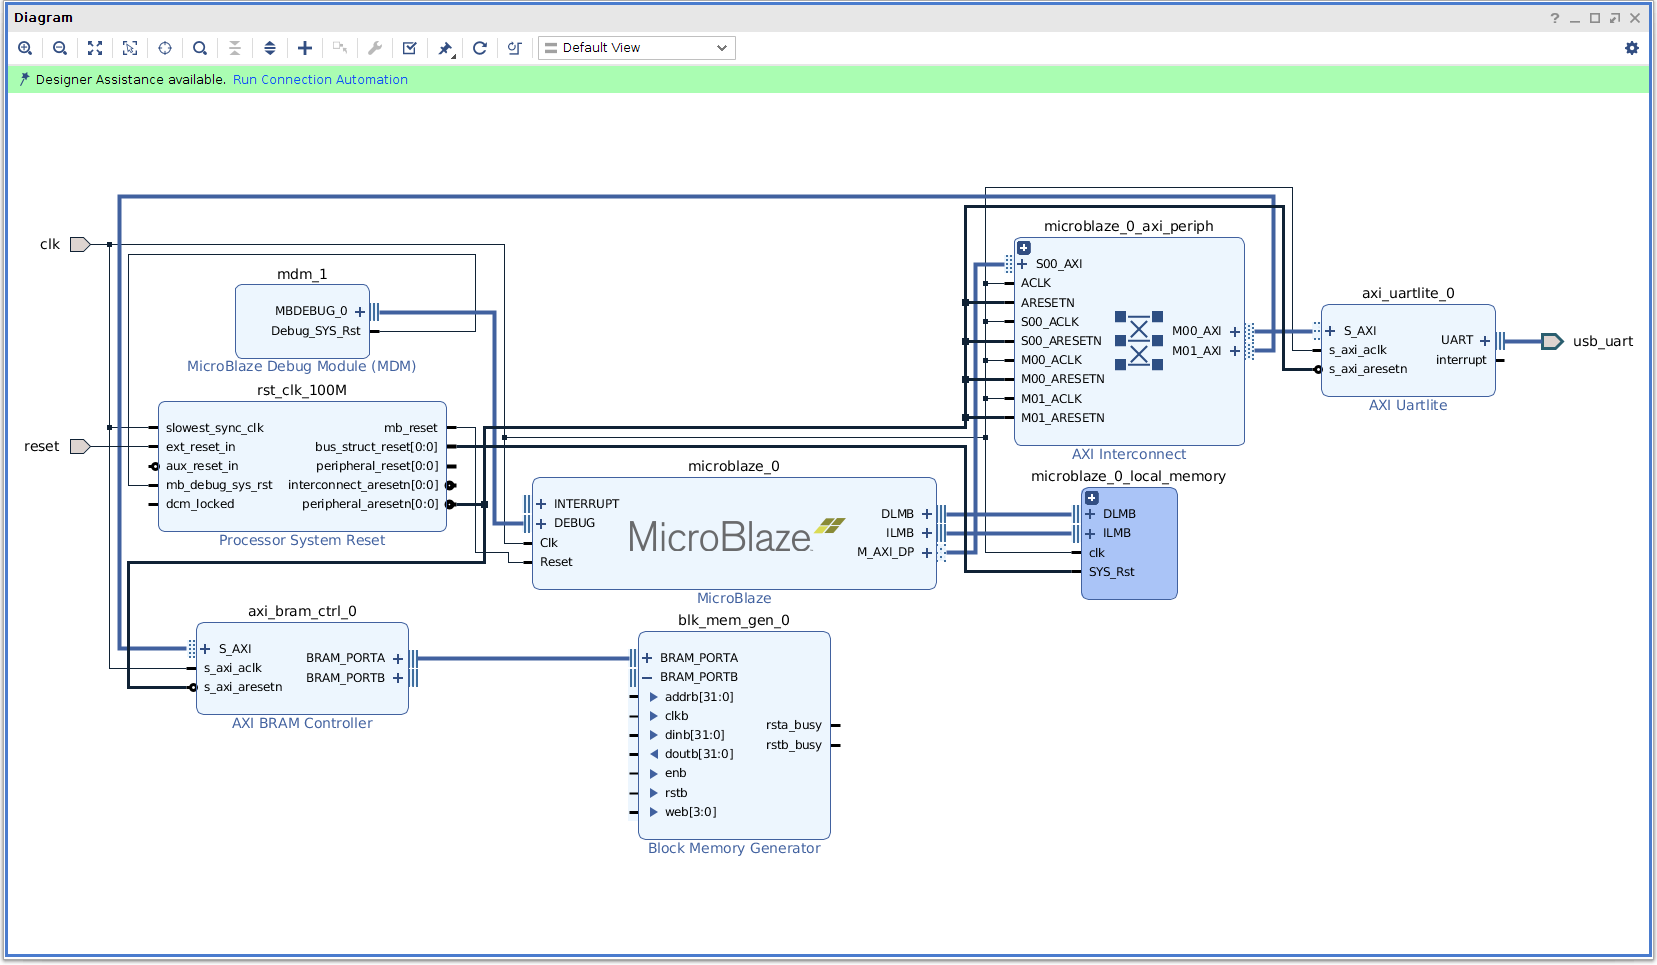 Diagram
Default View
Designer Assistance available. Run Connection Automation
clk
reset
mdm_1
MBDEBUG_0
Debug_SYS_Rst
MicroBlaze Debug Module (MDM)
rst_clk_100M
slowest_sync_clk
ext_reset_in
aux_reset_in
mb_debug_sys_rst
dcm_locked
mb_reset
bus_struct_reset[0:0]
peripheral_reset[0:0]
interconnect_aresetn[0:0]
peripheral_aresetn[0:0]
Processor System Reset
axi_bram_ctrl_0
S_AXI
s_axi_aclk
s_axi_aresetn
BRAM_PORTA
BRAM_PORTB
AXI BRAM Controller
microblaze_0
INTERRUPT
DEBUG
Clk
Reset
MicroBlaze
DLMB
ILMB
M_AXI_DP
MicroBlaze
blk_mem_gen_0
BRAM_PORTA
BRAM_PORTB
addrb[31:0]
clkb
dinb[31:0]
doutb[31:0]
enb
rstb
web[3:0]
rsta_busy
rstb_busy
Block Memory Generator
microblaze_0_axi_periph
S00_AXI
ACLK
ARESETN
S00_ACLK
S00_ARESETN
M00_ACLK
M00_ARESETN
M01_ACLK
M01_ARESETN
M00_AXI
M01_AXI
AXI Interconnect
microblaze_0_local_memory
DLMB
ILMB
clk
SYS_Rst
axi_uartlite_0
S_AXI
s_axi_aclk
s_axi_aresetn
UART
interrupt
AXI Uartlite
usb_uart